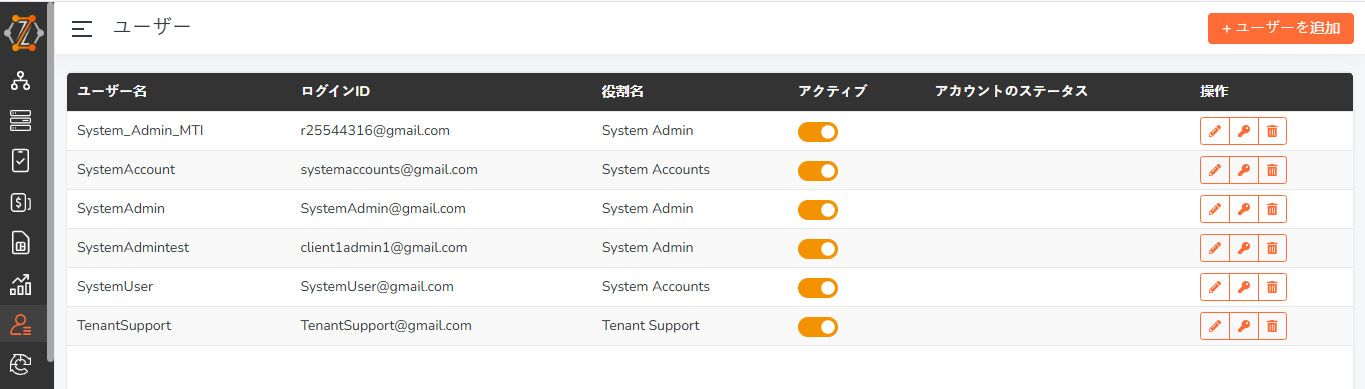 ユーザー
+ ユーザーを追加
ユーザー名 ログインID 役割名 アクティブ アカウントのステータス 操作
System_Admin_MTI r25544316@gmail.com System Admin
SystemAccount systemaccounts@gmail.com System Accounts
SystemAdmin SystemAdmin@gmail.com System Admin
SystemAdmintest client1admin1@gmail.com System Admin
SystemUser SystemUser@gmail.com System Accounts
TenantSupport TenantSupport@gmail.com Tenant Support